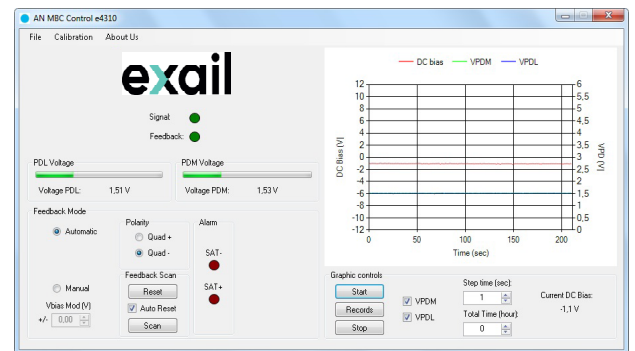 AN MBC Control e4310
File Calibration About Us
exail
Signal:
Feedback:
PDL Voltage
Voltage PDL: 1,51 V
PDM Voltage
Voltage PDM: 1,53 V
Feedback Mode
Automatic
Manual
Vbias Mod (V)
+/- 0,00
Polarity
Quad +
Quad -
Feedback Scan
Reset
Auto Reset
Scan
Alarm
SAT-
SAT+
DC bias VPDM VPDL
12
10
8
6
4
2
0
-2
-4
-6
-8
-10
-12
DC Bias [V]
6
5,5
5
4,5
4
3,5
3
2,5
2
1,5
1
0,5
0
VPD (V)
0 50 100 150 200
Time (sec)
Graphic controls
Start
Records
Stop
VPDM
VPDL
Step time (sec):
1
Total Time (hour):
0
Current DC Bias:
-1,1 V